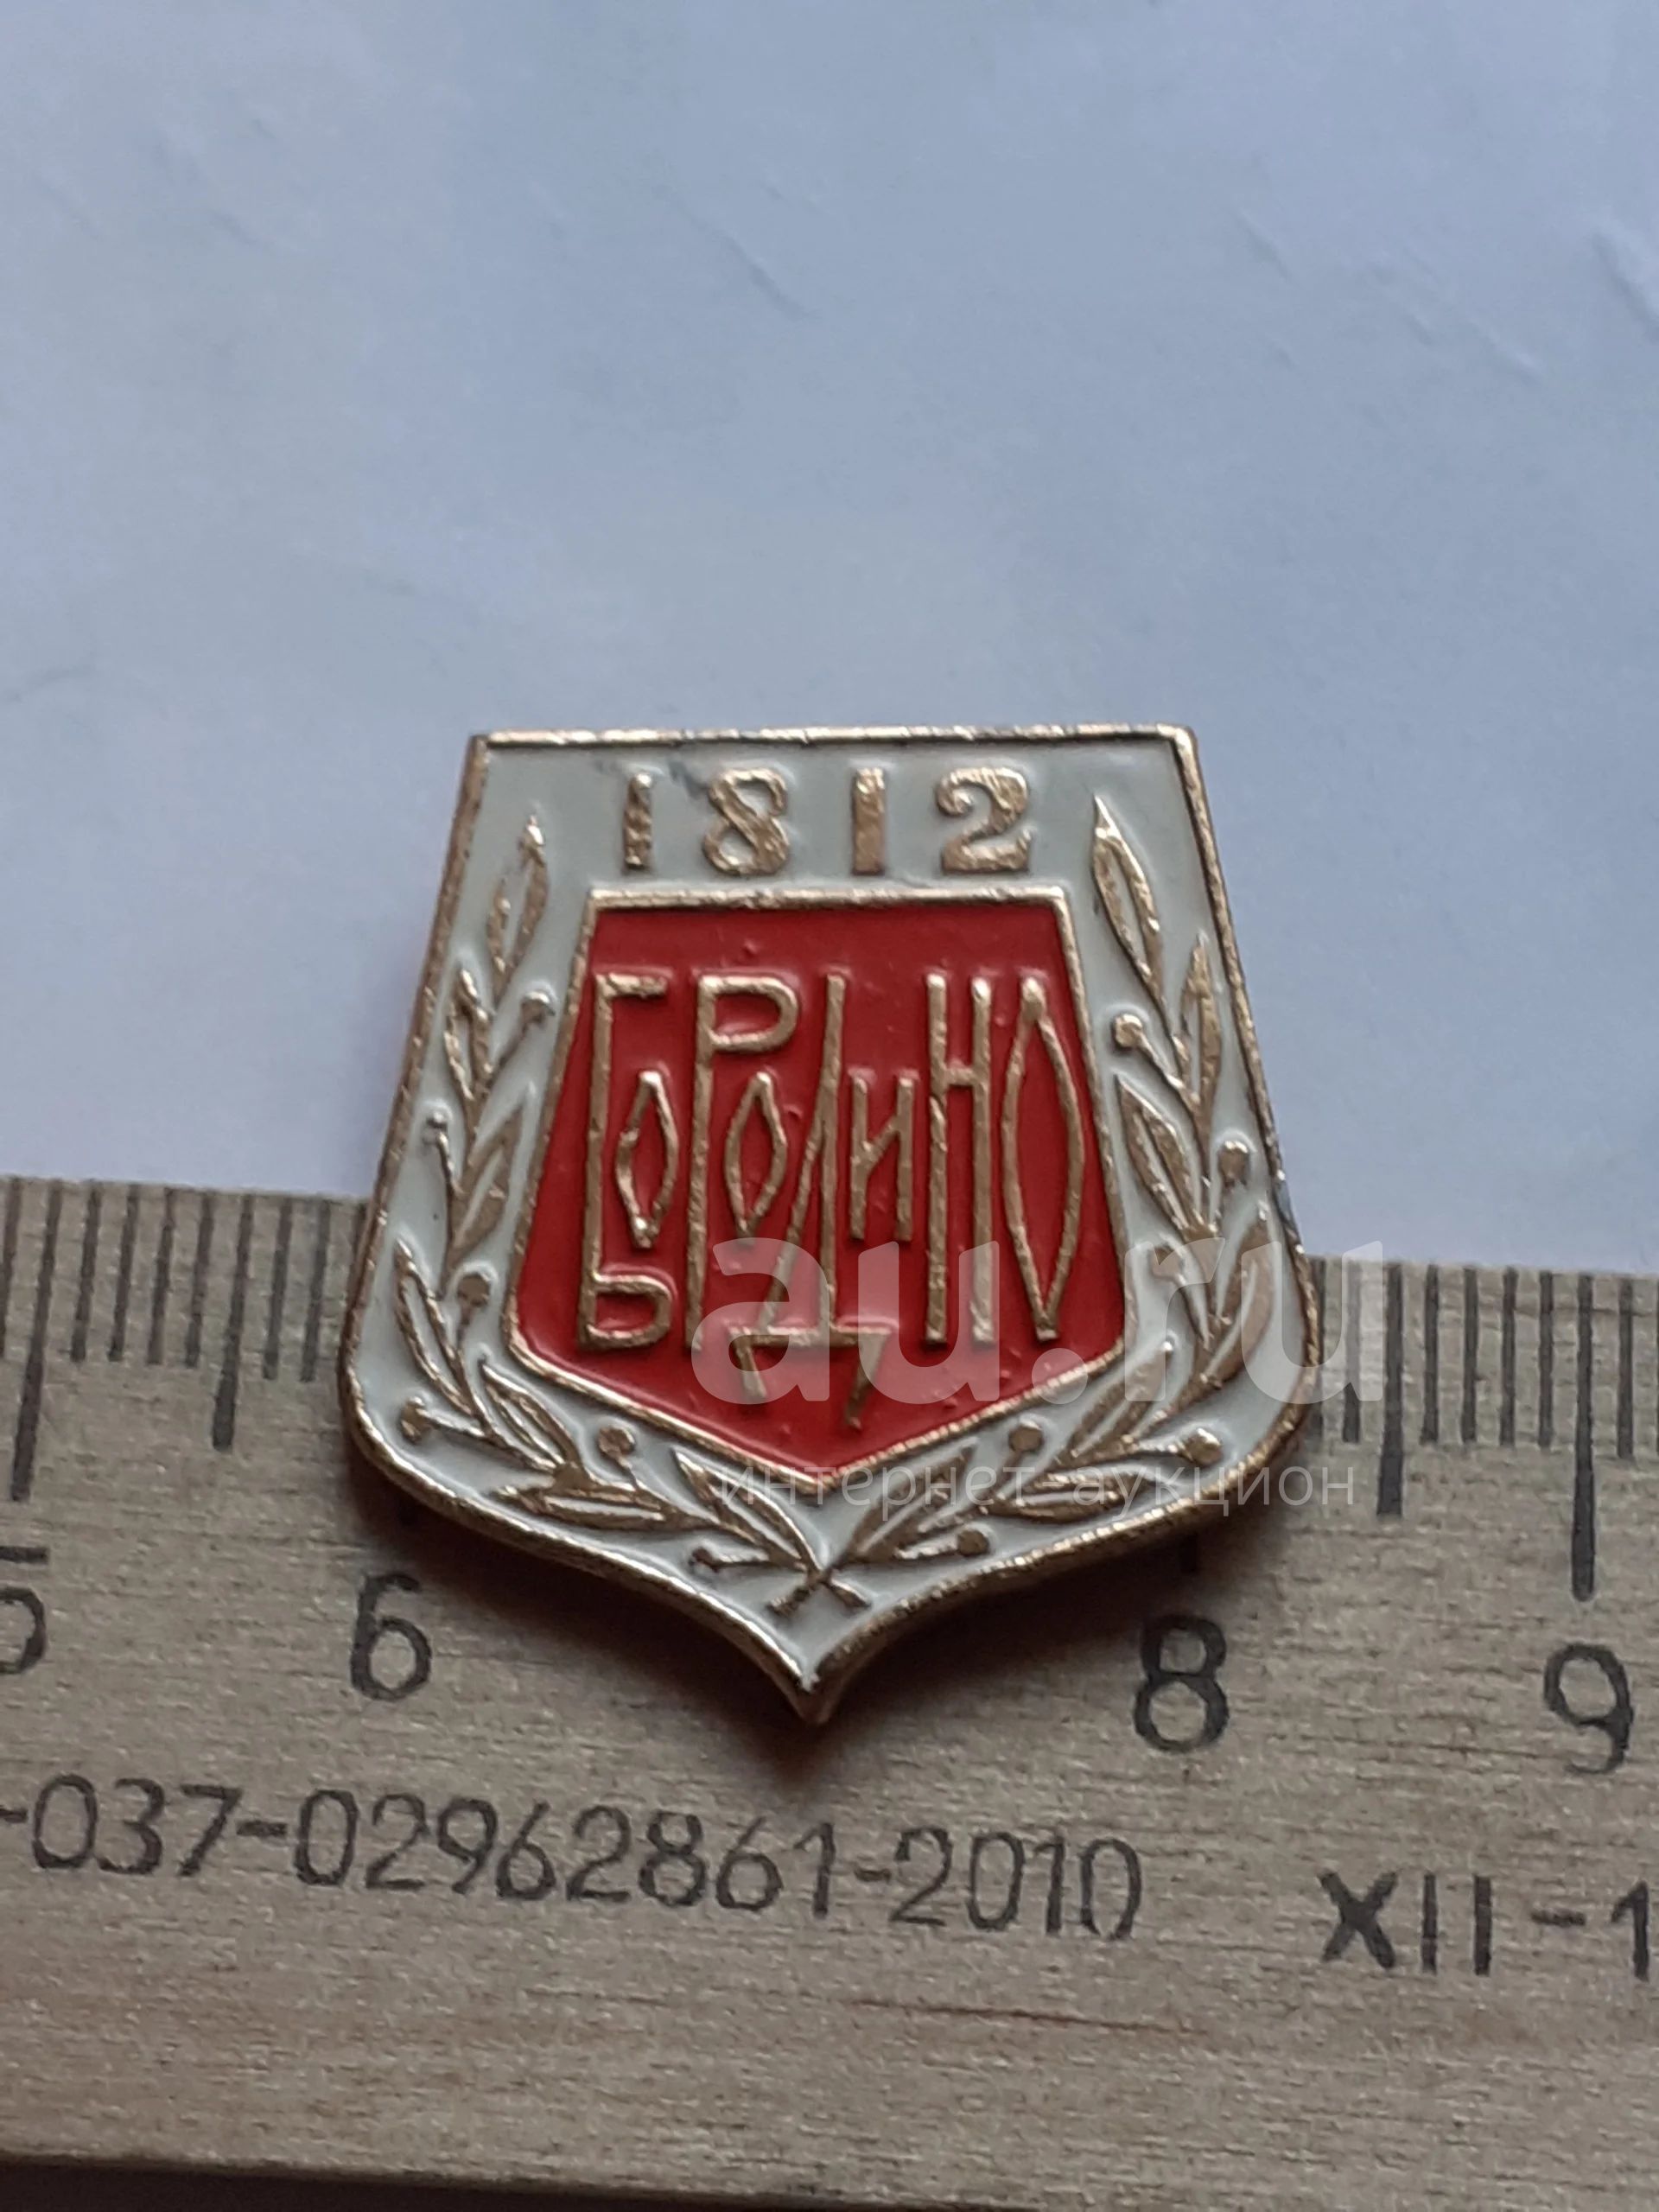 1812
БОРОДИНО
au.ru
интернет-аукцион
5 6 8 9
-037-02962861-2010 XII-1